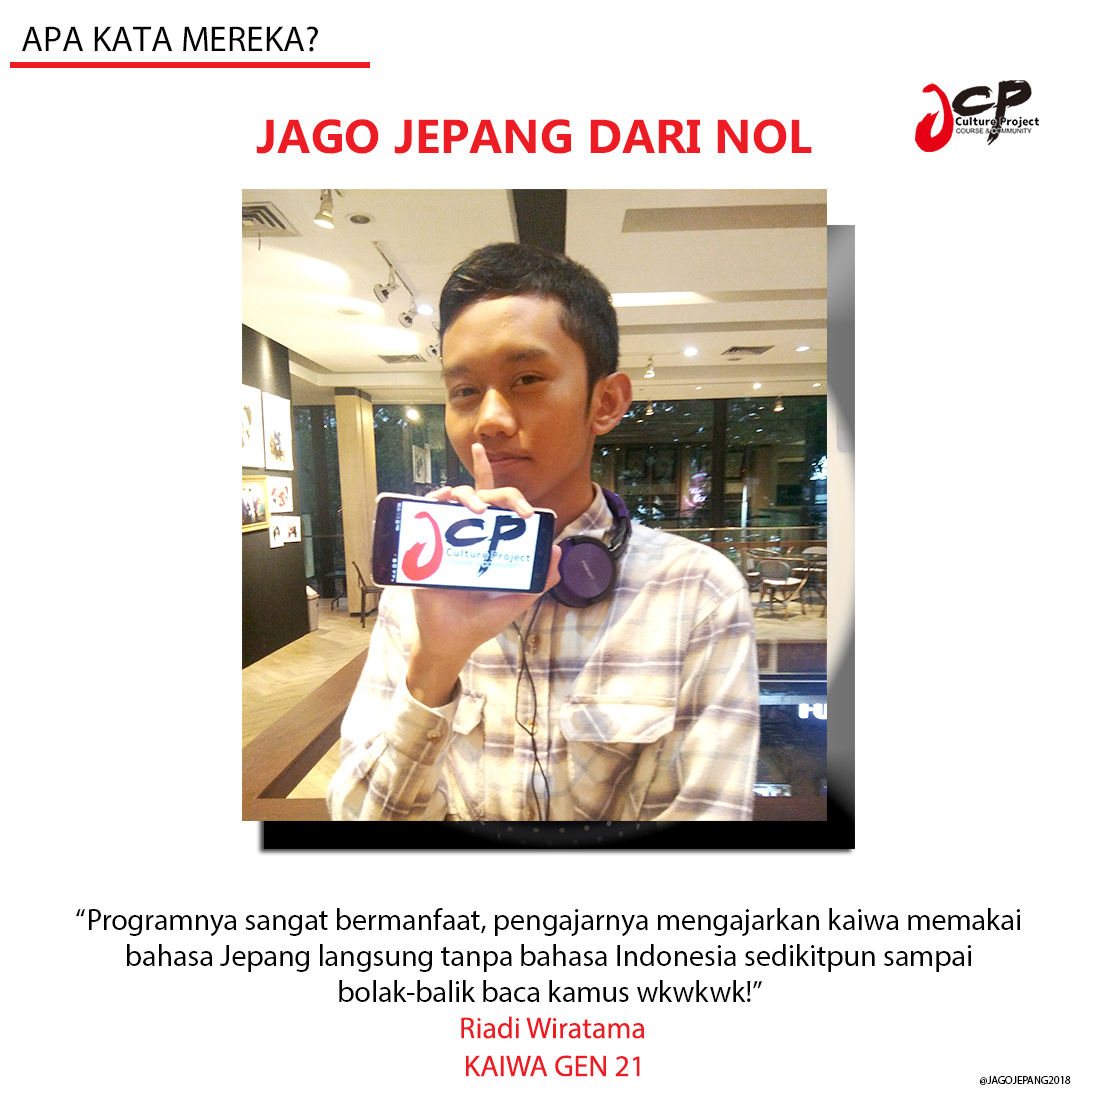 APA KATA MEREKA?
JCP
Culture Project
COURSE & COMMUNITY
JAGO JEPANG DARI NOL
JCP
Culture Project
“Programnya sangat bermanfaat, pengajarnya mengajarkan kaiwa memakai
bahasa Jepang langsung tanpa bahasa Indonesia sedikitpun sampai
bolak-balik baca kamus wkwkwk!”
Riadi Wiratama
KAIWA GEN 21
@JAGOJEPANG2018